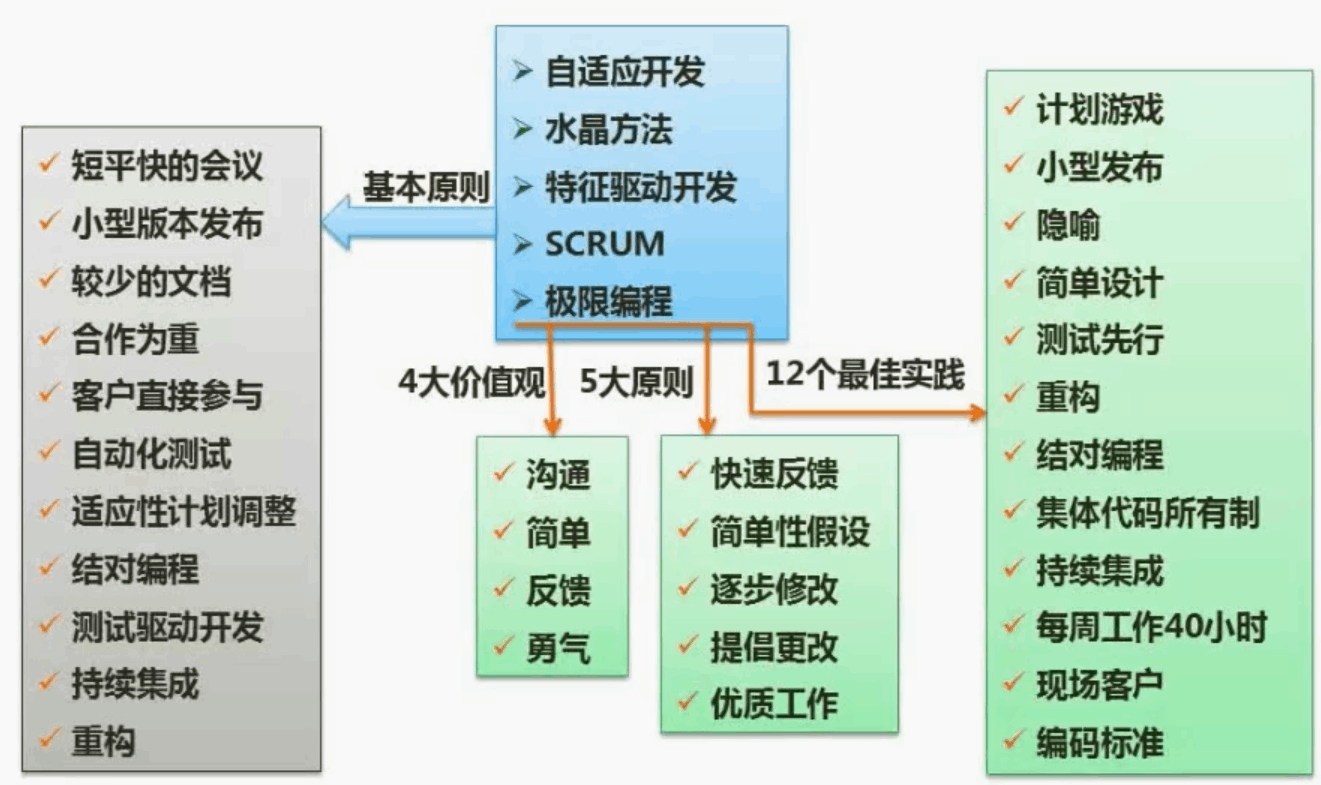 自适应开发
水晶方法
特征驱动开发
SCRUM
极限编程
基本原则
短平快的会议
小型版本发布
较少的文档
合作为重
客户直接参与
自动化测试
适应性计划调整
结对编程
测试驱动开发
持续集成
重构
4大价值观
沟通
简单
反馈
勇气
5大原则
快速反馈
简单性假设
逐步修改
提倡更改
优质工作
12个最佳实践
计划游戏
小型发布
隐喻
简单设计
测试先行
重构
结对编程
集体代码所有制
持续集成
每周工作40小时
现场客户
编码标准